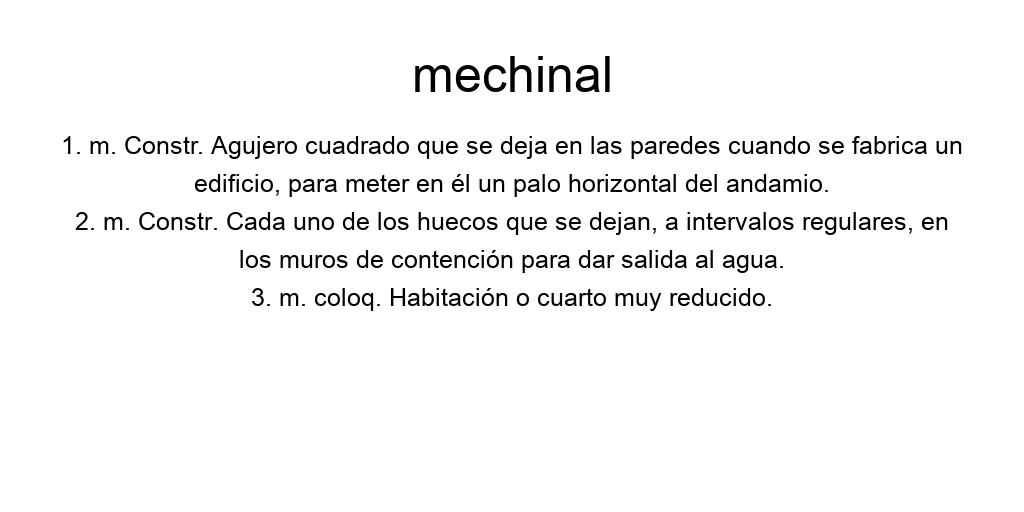 mechinal
1. m. Constr. Agujero cuadrado que se deja en las paredes cuando se fabrica un
edificio, para meter en él un palo horizontal del andamio.
2. m. Constr. Cada uno de los huecos que se dejan, a intervalos regulares, en
los muros de contención para dar salida al agua.
3. m. coloq. Habitación o cuarto muy reducido.